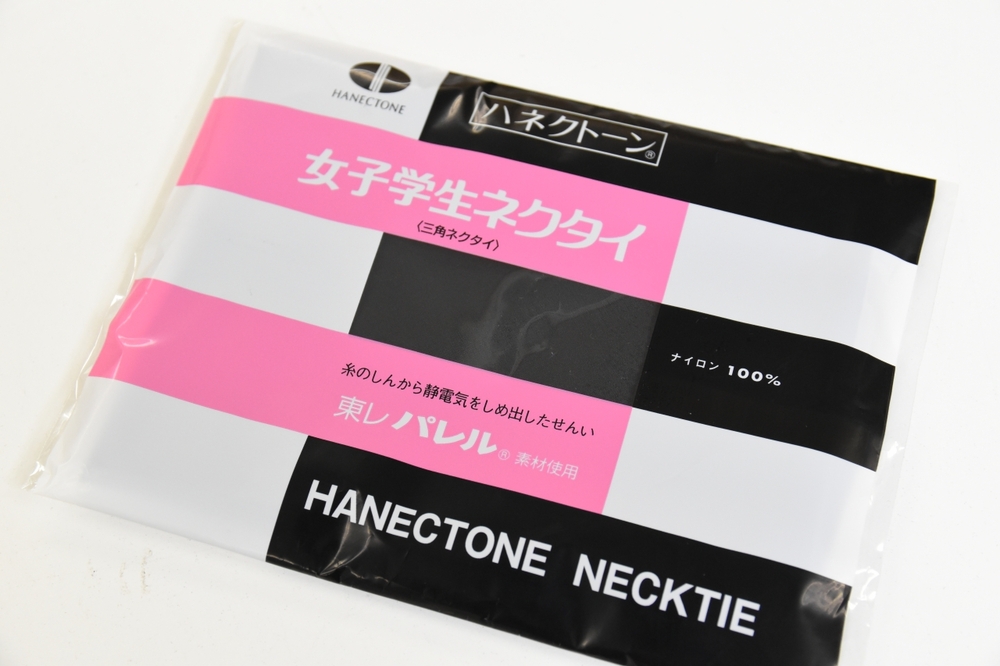 HANECTONE
ハネクトーン®
女子学生ネクタイ
〈三角ネクタイ〉
ナイロン 100%
糸のしんから静電気をしめ出したせんい
東レ パレル® 素材使用
HANECTONE NECKTIE